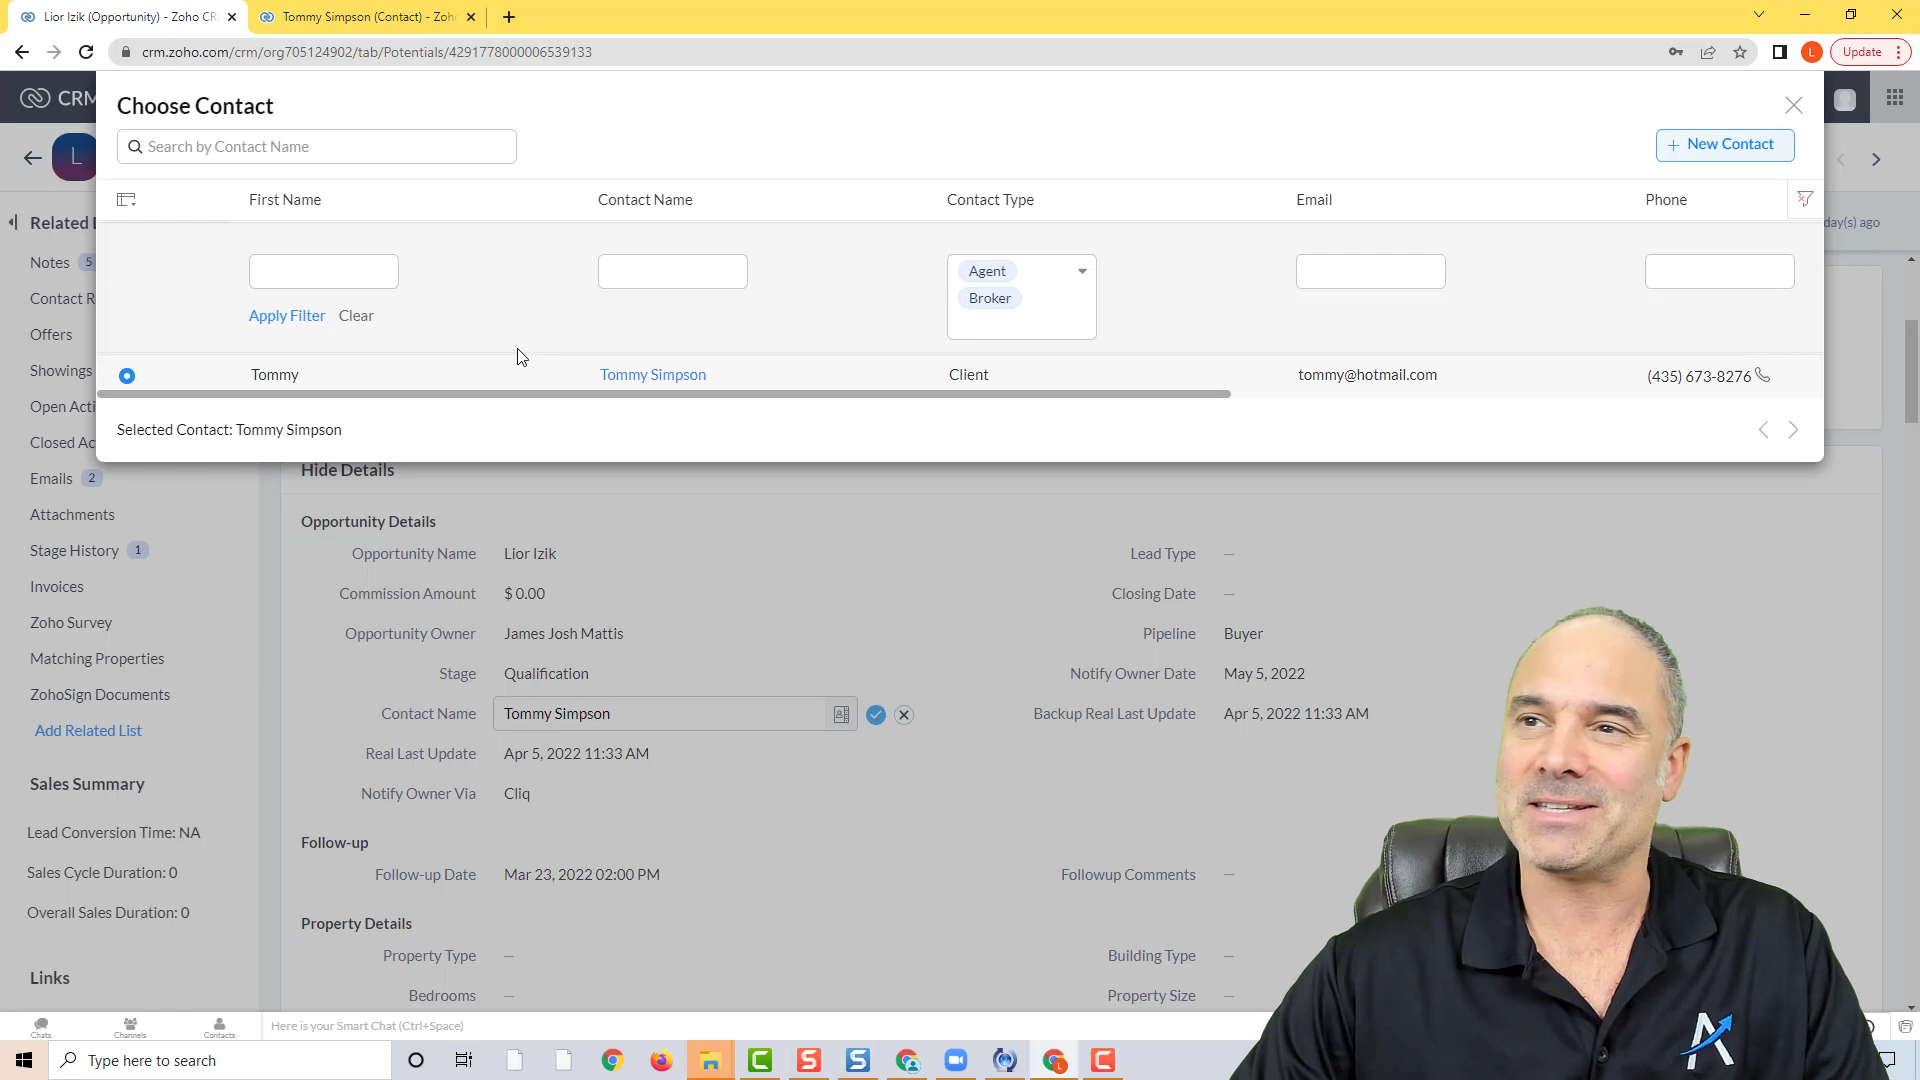 Lior Izik (Opportunity) - Zoho CR
Tommy Simpson (Contact) - Zoh
crm.zoho.com/crm/org705124902/tab/Potentials/4291778000006539133
L
Update
CRM
L
Choose Contact
Search by Contact Name
New Contact
First Name
Contact Name
Contact Type
Email
Phone
Agent
Broker
Apply Filter
Clear
Tommy
Tommy Simpson
Client
tommy@hotmail.com
(435) 673-8276
Selected Contact: Tommy Simpson
day(s) ago
Related
Notes 5
Contact R
Offers
Showings
Open Acti
Closed Ac
Emails 2
Attachments
Stage History 1
Invoices
Zoho Survey
Matching Properties
ZohoSign Documents
Add Related List
Sales Summary
Lead Conversion Time: NA
Sales Cycle Duration: 0
Overall Sales Duration: 0
Links
Hide Details
Opportunity Details
Opportunity Name Lior Izik
Lead Type —
Commission Amount $ 0.00
Closing Date —
Opportunity Owner James Josh Mattis
Pipeline Buyer
Stage Qualification
Notify Owner Date May 5, 2022
Contact Name Tommy Simpson
Backup Real Last Update Apr 5, 2022 11:33 AM
Real Last Update Apr 5, 2022 11:33 AM
Notify Owner Via Cliq
Follow-up
Follow-up Date Mar 23, 2022 02:00 PM
Followup Comments —
Property Details
Property Type —
Building Type —
Bedrooms —
Property Size —
Chats
Channels
Contacts
Here is your Smart Chat (Ctrl+Space)
Type here to search